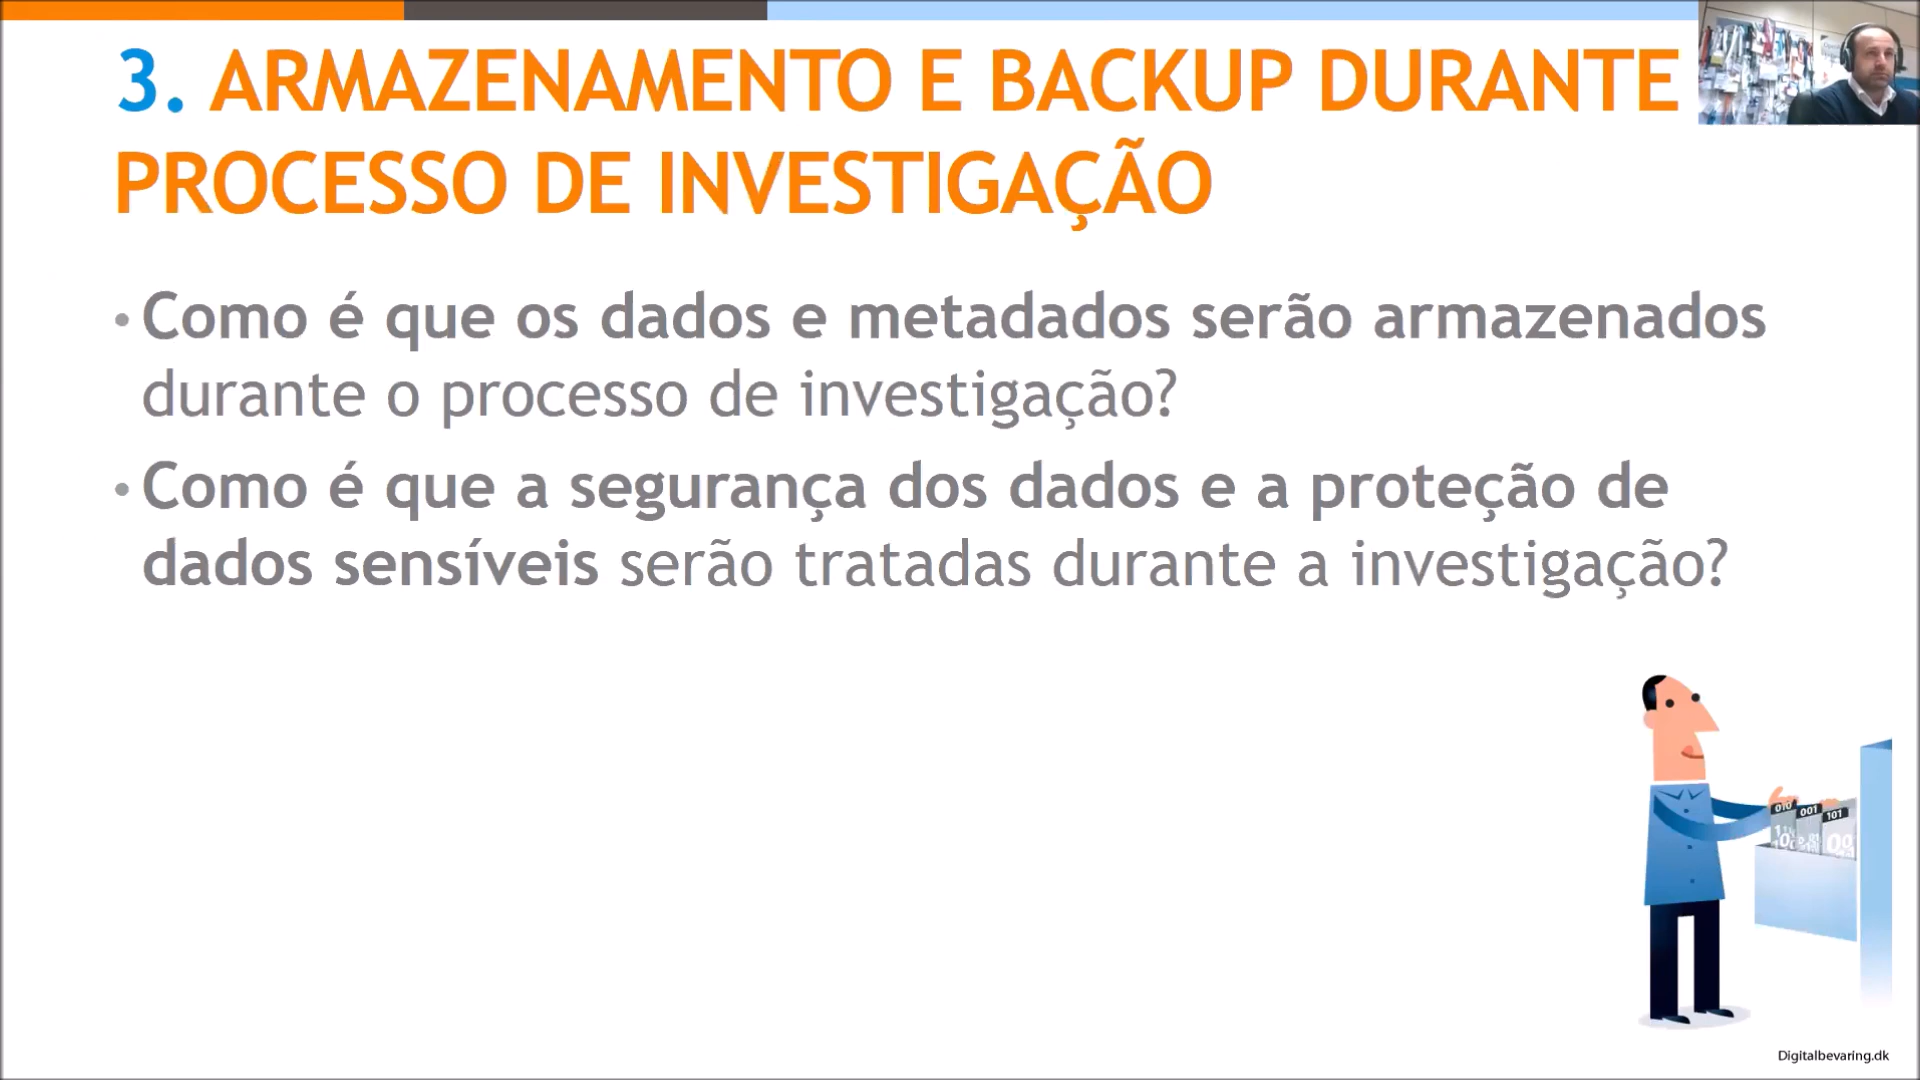 3. ARMAZENAMENTO E BACKUP DURANTE
PROCESSO DE INVESTIGAÇÃO
• Como é que os dados e metadados serão armazenados
durante o processo de investigação?
• Como é que a segurança dos dados e a proteção de
dados sensíveis serão tratadas durante a investigação?
010 001 101
Digitalbevaring.dk